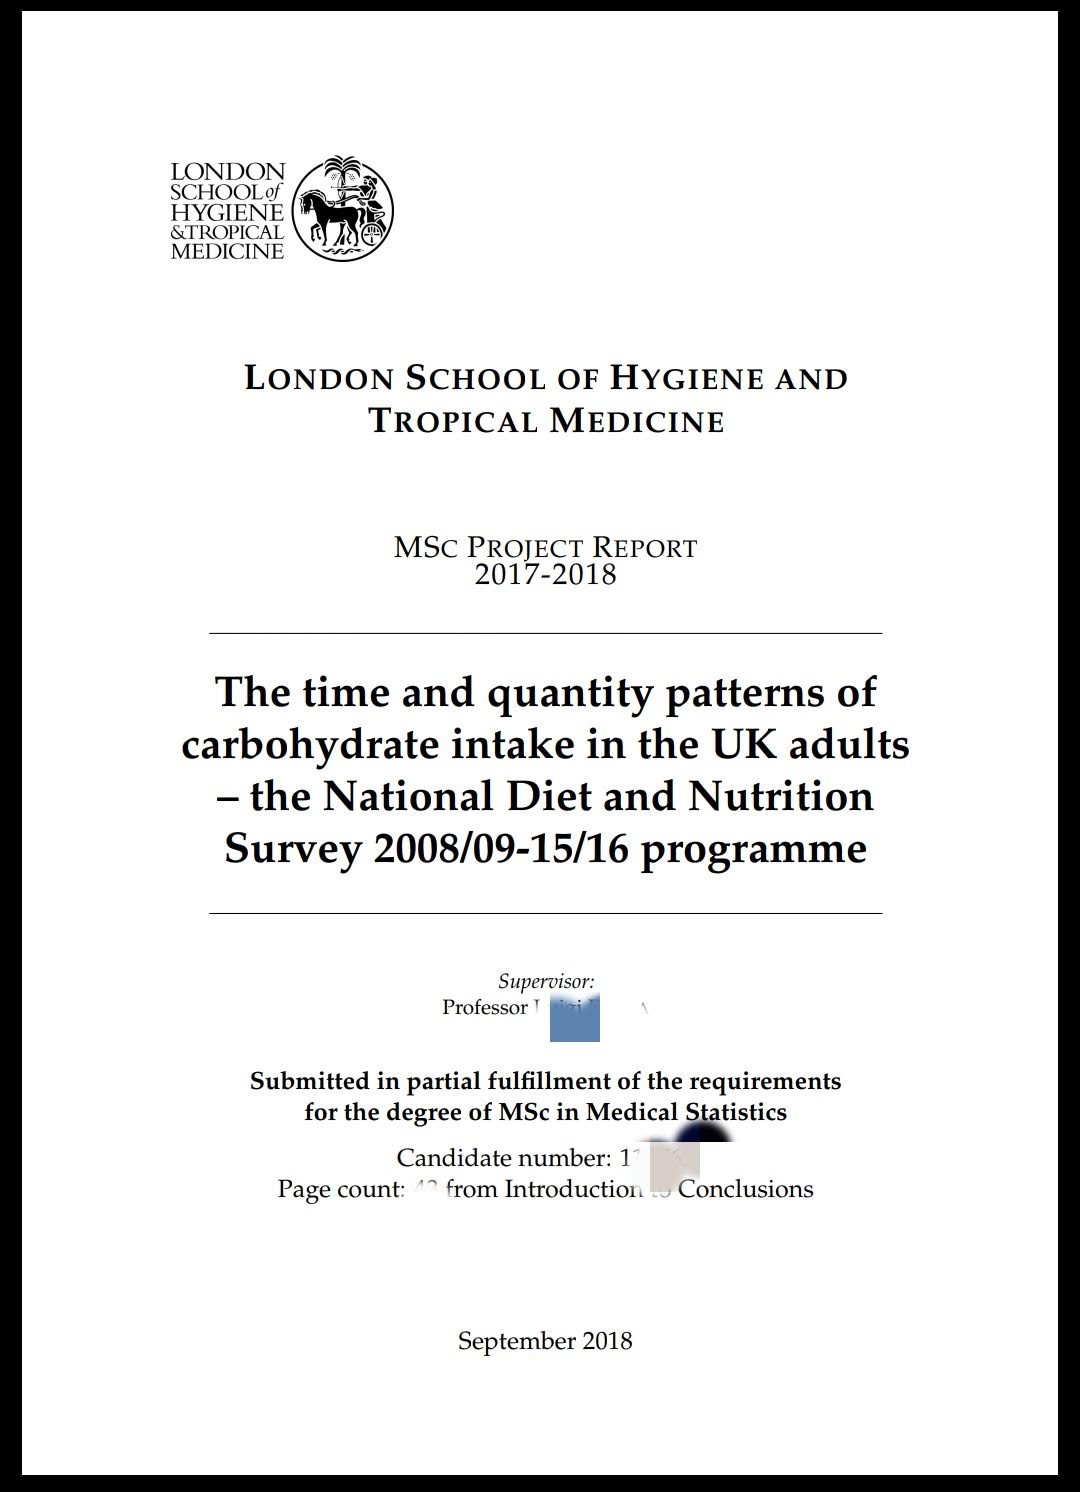 LONDON
SCHOOL of
HYGIENE
&TROPICAL
MEDICINE
LONDON SCHOOL OF HYGIENE AND
TROPICAL MEDICINE
MSC PROJECT REPORT
2017-2018
The time and quantity patterns of
carbohydrate intake in the UK adults
– the National Diet and Nutrition
Survey 2008/09-15/16 programme
Supervisor:
Professor
Submitted in partial fulfillment of the requirements
for the degree of MSc in Medical Statistics
Candidate number:
Page count: from Introduction Conclusions
September 2018